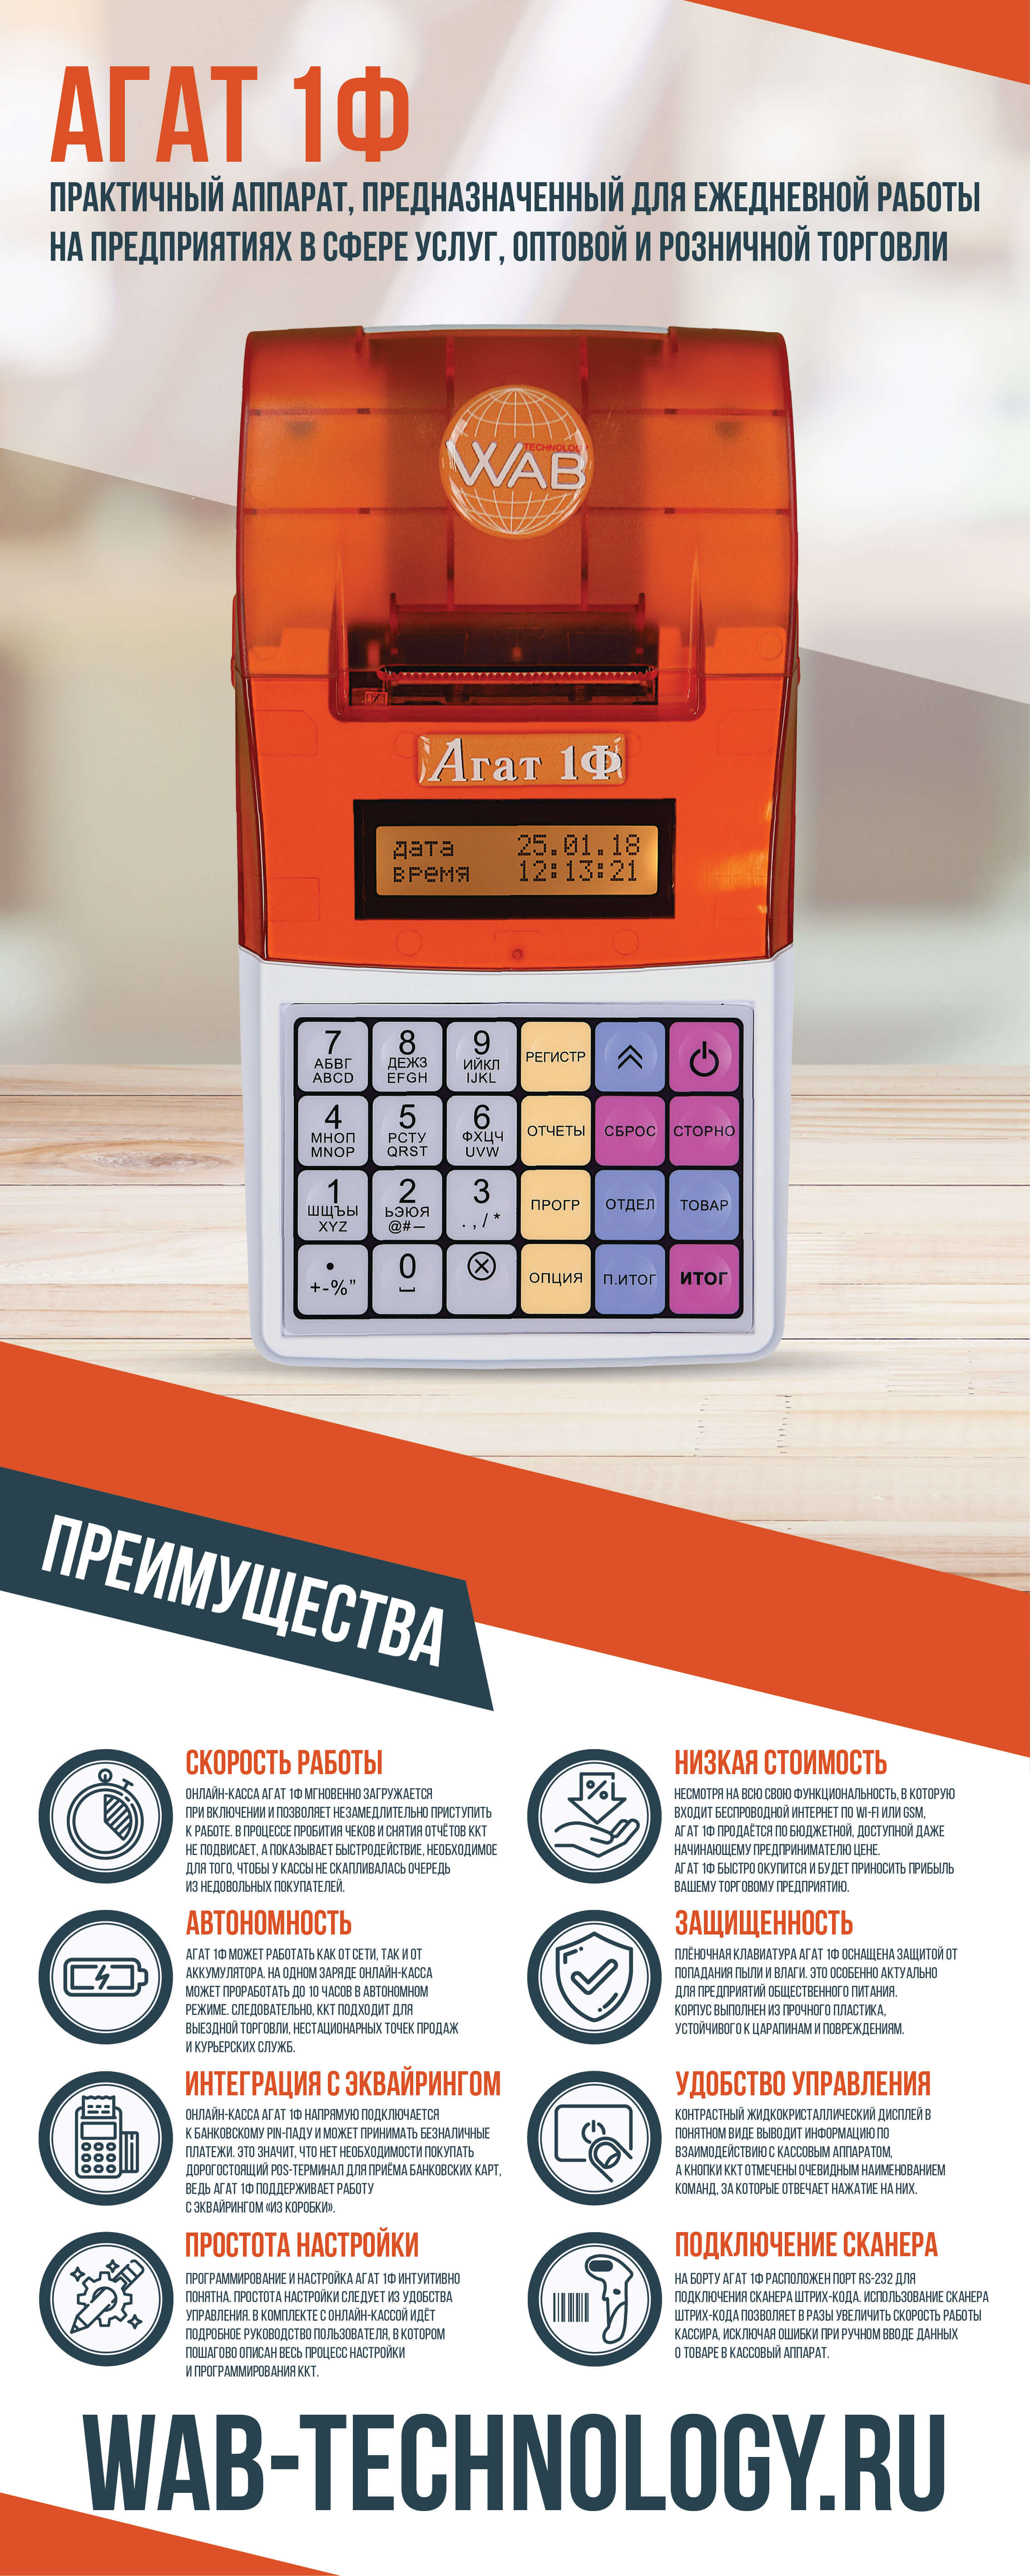 АГАТ 1Ф
ПРАКТИЧНЫЙ АППАРАТ, ПРЕДНАЗНАЧЕННЫЙ ДЛЯ ЕЖЕДНЕВНОЙ РАБОТЫ
НА ПРЕДПРИЯТИЯХ В СФЕРЕ УСЛУГ, ОПТОВОЙ И РОЗНИЧНОЙ ТОРГОВЛИ
TECHNOLOG
WAB
Агат 1Ф
дата 25.01.18
время 12:13:21
7 8 9 РЕГИСТР
АБВГ ДЕЖЗ ИЙКЛ
ABCD EFGH IJKL
4 5 6 ОТЧЕТЫ СБРОС СТОРНО
МНОП РСТУ ФХЦЧ
MNOP QRST UVW
1 2 3 ПРОГР ОТДЕЛ ТОВАР
ШЩЪЫ ЬЭЮЯ . , / *
XYZ @#—
• 0 ОПЦИЯ П.ИТОГ ИТОГ
+-%”
ПРЕИМУЩЕСТВА
СКОРОСТЬ РАБОТЫ
ОНЛАЙН-КАССА АГАТ 1Ф МГНОВЕННО ЗАГРУЖАЕТСЯ
ПРИ ВКЛЮЧЕНИИ И ПОЗВОЛЯЕТ НЕЗАМЕДЛИТЕЛЬНО ПРИСТУПИТЬ
К РАБОТЕ. В ПРОЦЕССЕ ПРОБИТИЯ ЧЕКОВ И СНЯТИЯ ОТЧЁТОВ ККТ
НЕ ПОДВИСАЕТ, А ПОКАЗЫВАЕТ БЫСТРОДЕЙСТВИЕ, НЕОБХОДИМОЕ
ДЛЯ ТОГО, ЧТОБЫ У КАССЫ НЕ СКАПЛИВАЛАСЬ ОЧЕРЕДЬ
ИЗ НЕДОВОЛЬНЫХ ПОКУПАТЕЛЕЙ.
НИЗКАЯ СТОИМОСТЬ
%
НЕСМОТРЯ НА ВСЮ СВОЮ ФУНКЦИОНАЛЬНОСТЬ, В КОТОРУЮ
ВХОДИТ БЕСПРОВОДНОЙ ИНТЕРНЕТ ПО WI-FI ИЛИ GSM,
АГАТ 1Ф ПРОДАЁТСЯ ПО БЮДЖЕТНОЙ, ДОСТУПНОЙ ДАЖЕ
НАЧИНАЮЩЕМУ ПРЕДПРИНИМАТЕЛЮ ЦЕНЕ.
АГАТ 1Ф БЫСТРО ОКУПИТСЯ И БУДЕТ ПРИНОСИТЬ ПРИБЫЛЬ
ВАШЕМУ ТОРГОВОМУ ПРЕДПРИЯТИЮ.
АВТОНОМНОСТЬ
АГАТ 1Ф МОЖЕТ РАБОТАТЬ КАК ОТ СЕТИ, ТАК И ОТ
АККУМУЛЯТОРА. НА ОДНОМ ЗАРЯДЕ ОНЛАЙН-КАССА
МОЖЕТ ПРОРАБОТАТЬ ДО 10 ЧАСОВ В АВТОНОМНОМ
РЕЖИМЕ. СЛЕДОВАТЕЛЬНО, ККТ ПОДХОДИТ ДЛЯ
ВЫЕЗДНОЙ ТОРГОВЛИ, НЕСТАЦИОНАРНЫХ ТОЧЕК ПРОДАЖ
И КУРЬЕРСКИХ СЛУЖБ.
ЗАЩИЩЕННОСТЬ
ПЛЁНОЧНАЯ КЛАВИАТУРА АГАТ 1Ф ОСНАЩЕНА ЗАЩИТОЙ ОТ
ПОПАДАНИЯ ПЫЛИ И ВЛАГИ. ЭТО ОСОБЕННО АКТУАЛЬНО
ДЛЯ ПРЕДПРИЯТИЙ ОБЩЕСТВЕННОГО ПИТАНИЯ.
КОРПУС ВЫПОЛНЕН ИЗ ПРОЧНОГО ПЛАСТИКА,
УСТОЙЧИВОГО К ЦАРАПИНАМ И ПОВРЕЖДЕНИЯМ.
ИНТЕГРАЦИЯ С ЭКВАЙРИНГОМ
ОНЛАЙН-КАССА АГАТ 1Ф НАПРЯМУЮ ПОДКЛЮЧАЕТСЯ
К БАНКОВСКОМУ PIN-ПАДУ И МОЖЕТ ПРИНИМАТЬ БЕЗНАЛИЧНЫЕ
ПЛАТЕЖИ. ЭТО ЗНАЧИТ, ЧТО НЕТ НЕОБХОДИМОСТИ ПОКУПАТЬ
ДОРОГОСТОЯЩИЙ POS-ТЕРМИНАЛ ДЛЯ ПРИЁМА БАНКОВСКИХ КАРТ,
ВЕДЬ АГАТ 1Ф ПОДДЕРЖИВАЕТ РАБОТУ
С ЭКВАЙРИНГОМ «ИЗ КОРОБКИ».
УДОБСТВО УПРАВЛЕНИЯ
КОНТРАСТНЫЙ ЖИДКОКРИСТАЛЛИЧЕСКИЙ ДИСПЛЕЙ В
ПОНЯТНОМ ВИДЕ ВЫВОДИТ ИНФОРМАЦИЮ ПО
ВЗАИМОДЕЙСТВИЮ С КАССОВЫМ АППАРАТОМ,
А КНОПКИ ККТ ОТМЕЧЕНЫ ОЧЕВИДНЫМ НАИМЕНОВАНИЕМ
КОМАНД, ЗА КОТОРЫЕ ОТВЕЧАЕТ НАЖАТИЕ НА НИХ.
ПРОСТОТА НАСТРОЙКИ
ПРОГРАММИРОВАНИЕ И НАСТРОЙКА АГАТ 1Ф ИНТУИТИВНО
ПОНЯТНА. ПРОСТОТА НАСТРОЙКИ СЛЕДУЕТ ИЗ УДОБСТВА
УПРАВЛЕНИЯ. В КОМПЛЕКТЕ С ОНЛАЙН-КАССОЙ ИДЁТ
ПОДРОБНОЕ РУКОВОДСТВО ПОЛЬЗОВАТЕЛЯ, В КОТОРОМ
ПОШАГОВО ОПИСАН ВЕСЬ ПРОЦЕСС НАСТРОЙКИ
И ПРОГРАММИРОВАНИЯ ККТ.
ПОДКЛЮЧЕНИЕ СКАНЕРА
НА БОРТУ АГАТ 1Ф РАСПОЛОЖЕН ПОРТ RS-232 ДЛЯ
ПОДКЛЮЧЕНИЯ СКАНЕРА ШТРИХ-КОДА. ИСПОЛЬЗОВАНИЕ СКАНЕРА
ШТРИХ-КОДА ПОЗВОЛЯЕТ В РАЗЫ УВЕЛИЧИТЬ СКОРОСТЬ РАБОТЫ
КАССИРА, ИСКЛЮЧАЯ ОШИБКИ ПРИ РУЧНОМ ВВОДЕ ДАННЫХ
О ТОВАРЕ В КАССОВЫЙ АППАРАТ.
WAB-TECHNOLOGY.RU